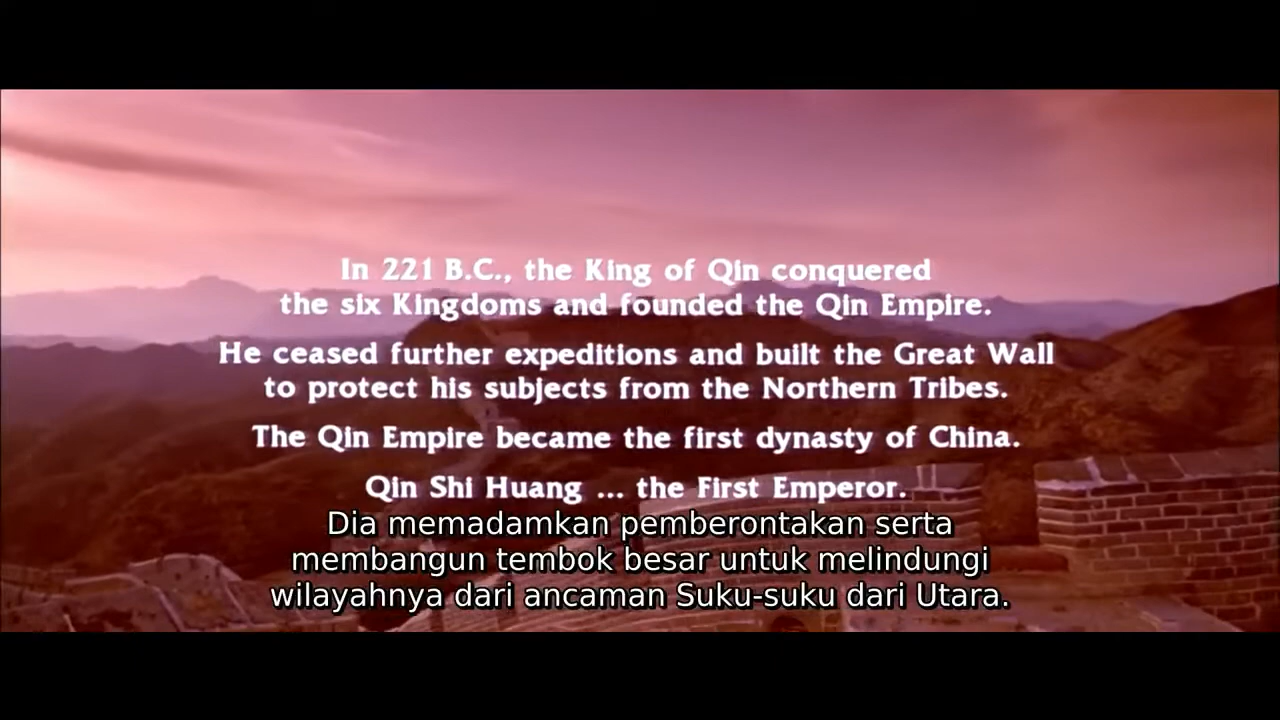 In 221 B.C., the King of Qin conquered
the six Kingdoms and founded the Qin Empire.
He ceased further expeditions and built the Great Wall
to protect his subjects from the Northern Tribes.
The Qin Empire became the first dynasty of China.
Qin Shi Huang ... the First Emperor.
Dia memadamkan pemberontakan serta
membangun tembok besar untuk melindungi
wilayahnya dari ancaman Suku-suku dari Utara.